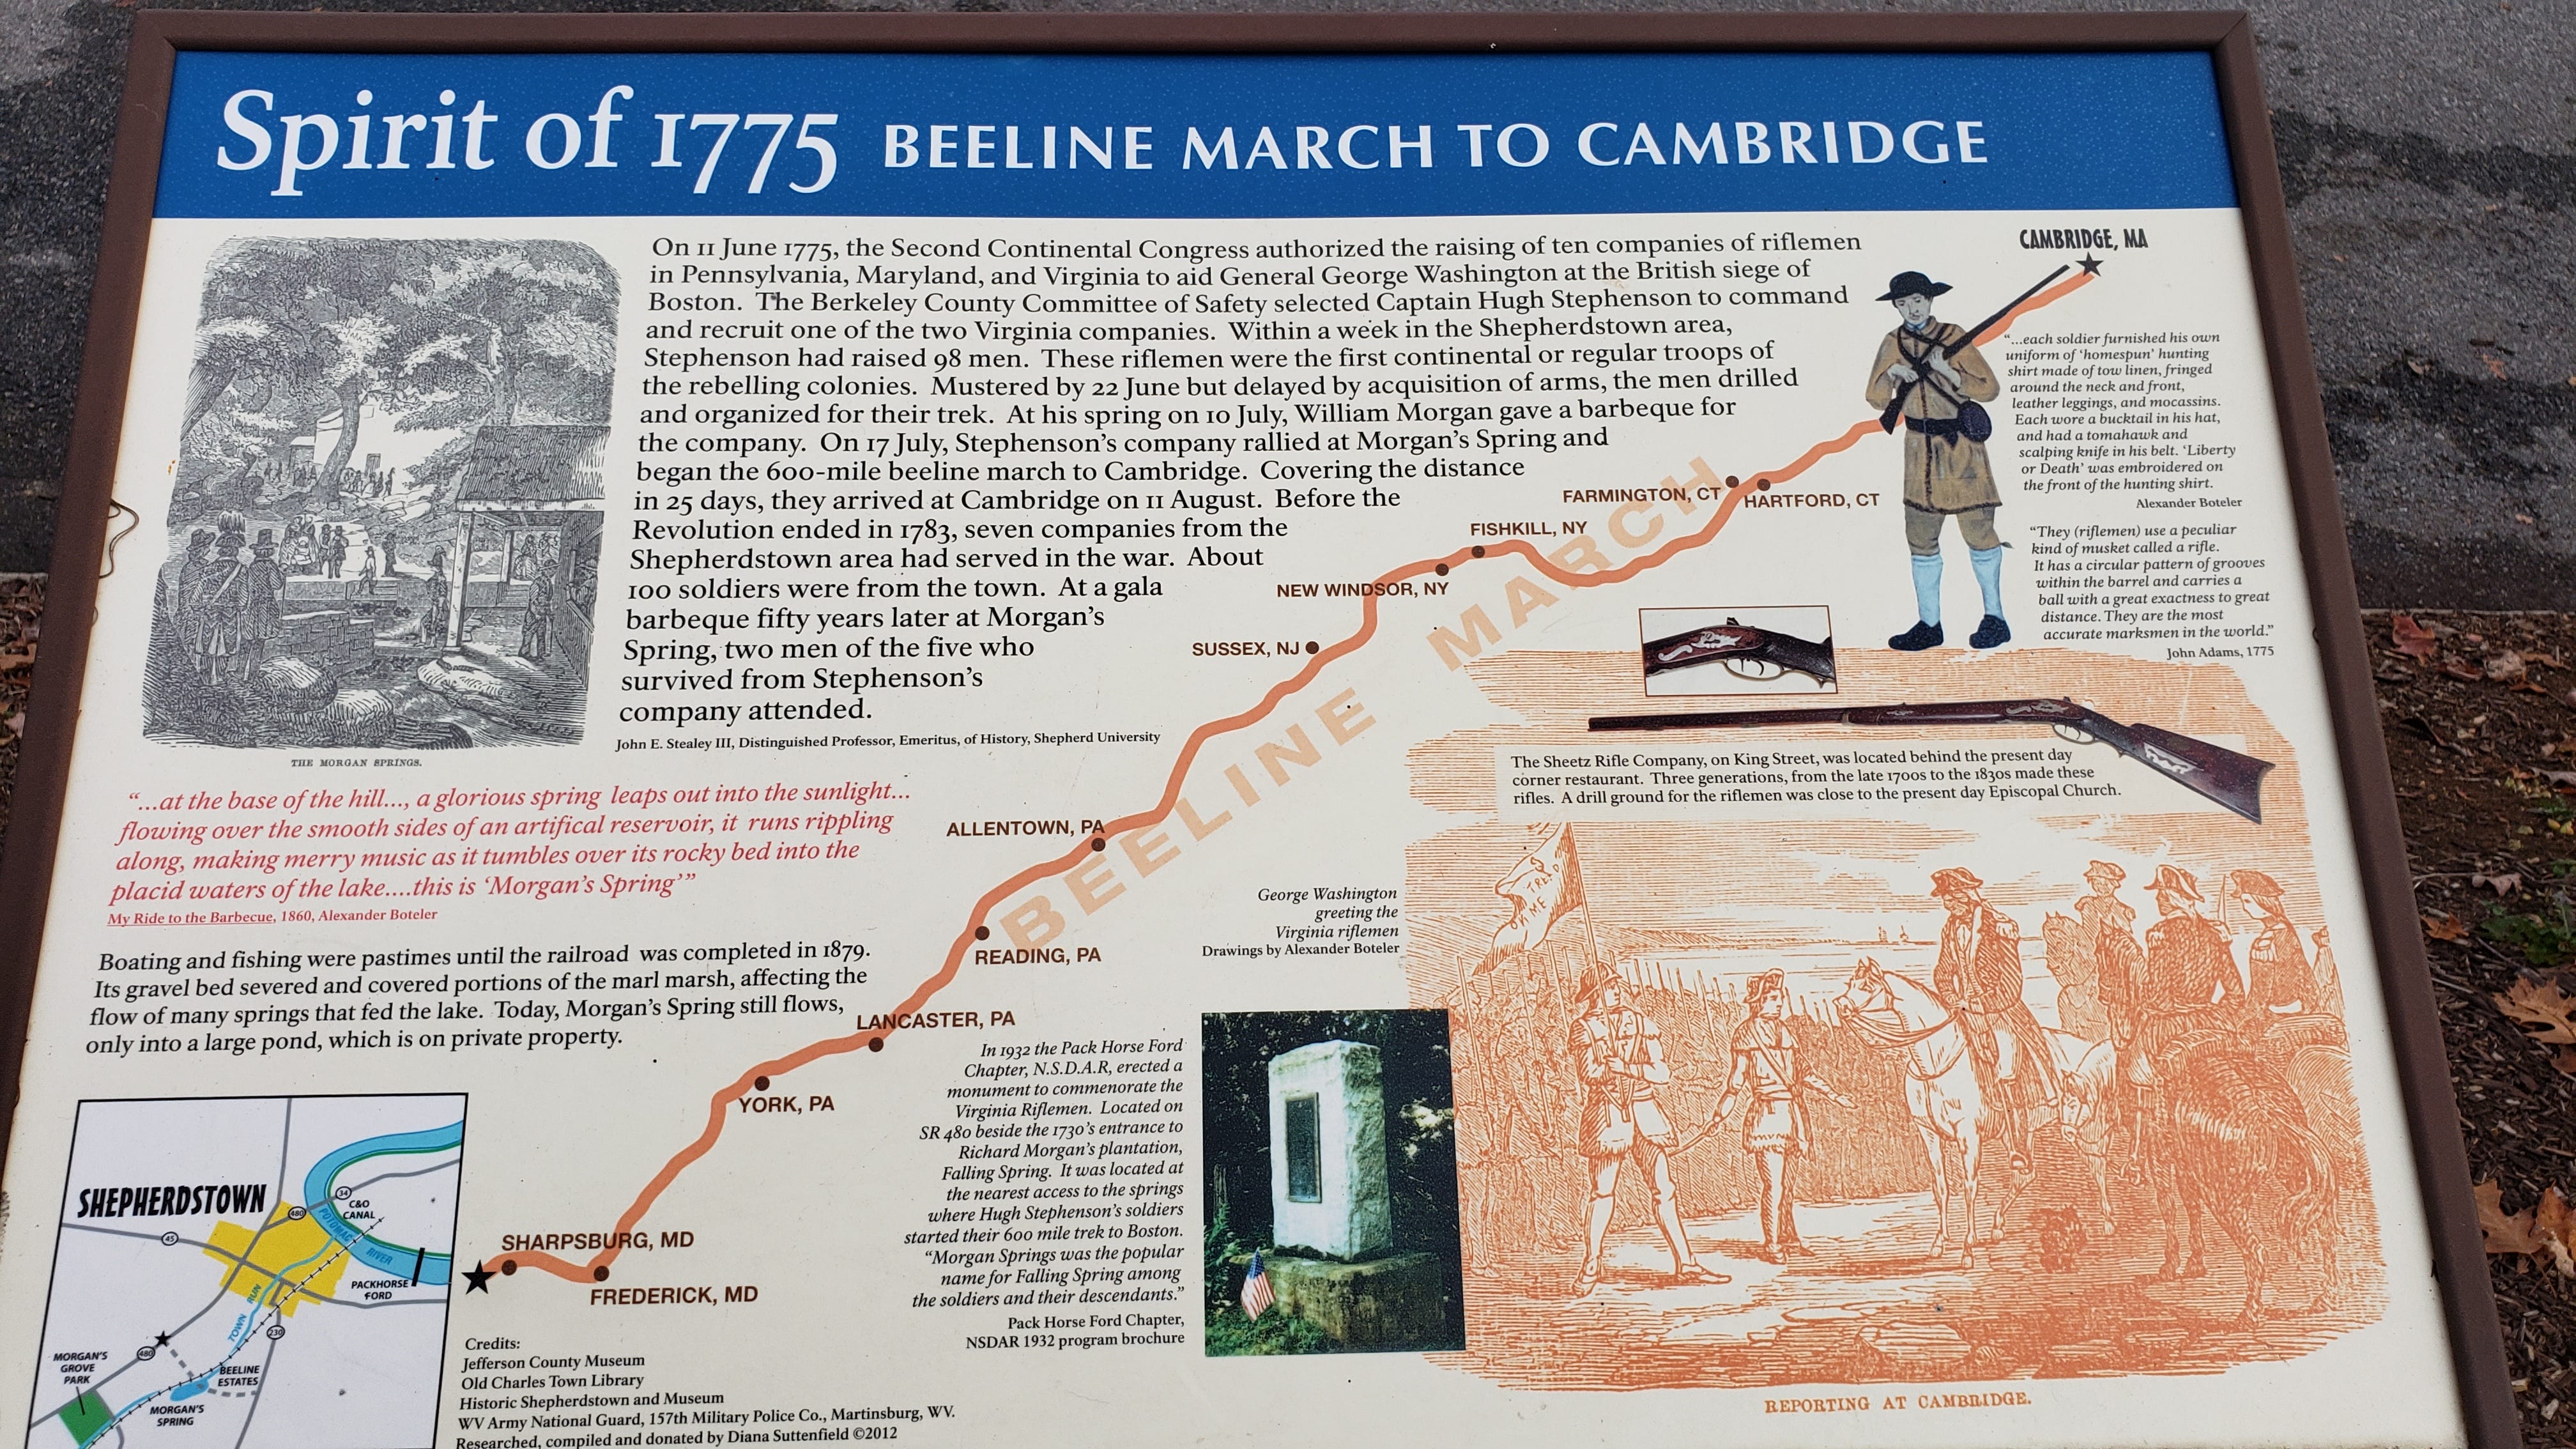 Spirit of 1775 BEELINE MARCH TO CAMBRIDGE
On 11 June 1775, the Second Continental Congress authorized the raising of ten companies of riflemen
in Pennsylvania, Maryland, and Virginia to aid General George Washington at the British siege of
Boston. The Berkeley County Committee of Safety selected Captain Hugh Stephenson to command
and recruit one of the two Virginia companies. Within a week in the Shepherdstown area,
Stephenson had raised 98 men. These riflemen were the first continental or regular troops of
the rebelling colonies. Mustered by 22 June but delayed by acquisition of arms, the men drilled
and organized for their trek. At his spring on 10 July, William Morgan gave a barbeque for
the company. On 17 July, Stephenson's company rallied at Morgan's Spring and
began the 600-mile beeline march to Cambridge. Covering the distance
in 25 days, they arrived at Cambridge on 11 August. Before the
Revolution ended in 1783, seven companies from the
Shepherdstown area had served in the war. About
100 soldiers were from the town. At a gala
barbeque fifty years later at Morgan's
Spring, two men of the five who
survived from Stephenson's
company attended.
John E. Stealey III, Distinguished Professor, Emeritus, of History, Shepherd University
THE MORGAN SPRINGS.
"...at the base of the hill..., a glorious spring leaps out into the sunlight...
flowing over the smooth sides of an artifical reservoir, it runs rippling
along, making merry music as it tumbles over its rocky bed into the
placid waters of the lake....this is 'Morgan's Spring'"
My Ride to the Barbecue, 1860, Alexander Boteler
Boating and fishing were pastimes until the railroad was completed in 1879.
Its gravel bed severed and covered portions of the marl marsh, affecting the
flow of many springs that fed the lake. Today, Morgan's Spring still flows,
only into a large pond, which is on private property.
CAMBRIDGE, MA
"...each soldier furnished his own
uniform of 'homespun' hunting
shirt made of tow linen, fringed
around the neck and front,
leather leggings, and mocassins.
Each wore a bucktail in his hat,
and had a tomahawk and
scalping knife in his belt. 'Liberty
or Death' was embroidered on
the front of the hunting shirt.
Alexander Boteler
"They (riflemen) use a peculiar
kind of musket called a rifle.
It has a circular pattern of grooves
within the barrel and carries a
ball with a great exactness to great
distance. They are the most
accurate marksmen in the world."
John Adams, 1775
FARMINGTON, CT
HARTFORD, CT
FISHKILL, NY
NEW WINDSOR, NY
SUSSEX, NJ
BEELINE MARCH
ALLENTOWN, PA
READING, PA
LANCASTER, PA
YORK, PA
SHARPSBURG, MD
FREDERICK, MD
The Sheetz Rifle Company, on King Street, was located behind the present day
corner restaurant. Three generations, from the late 1700s to the 1830s made these
rifles. A drill ground for the riflemen was close to the present day Episcopal Church.
George Washington
greeting the
Virginia riflemen
Drawings by Alexander Boteler
In 1932 the Pack Horse Ford
Chapter, N.S.D.A.R, erected a
monument to commenorate the
Virginia Riflemen. Located on
SR 480 beside the 1730's entrance to
Richard Morgan's plantation,
Falling Spring. It was located at
the nearest access to the springs
where Hugh Stephenson's soldiers
started their 600 mile trek to Boston.
"Morgan Springs was the popular
name for Falling Spring among
the soldiers and their descendants."
Pack Horse Ford Chapter,
NSDAR 1932 program brochure
REPORTING AT CAMBRIDGE.
SHEPHERDSTOWN
34
C&O
CANAL
480
45
POTOMAC RIVER
PACKHORSE
FORD
TOWN RUN
230
480
MORGAN'S
GROVE
PARK
BEELINE
ESTATES
MORGAN'S
SPRING
Credits:
Jefferson County Museum
Old Charles Town Library
Historic Shepherdstown and Museum
WV Army National Guard, 157th Military Police Co., Martinsburg, WV.
Researched, compiled and donated by Diana Suttenfield ©2012